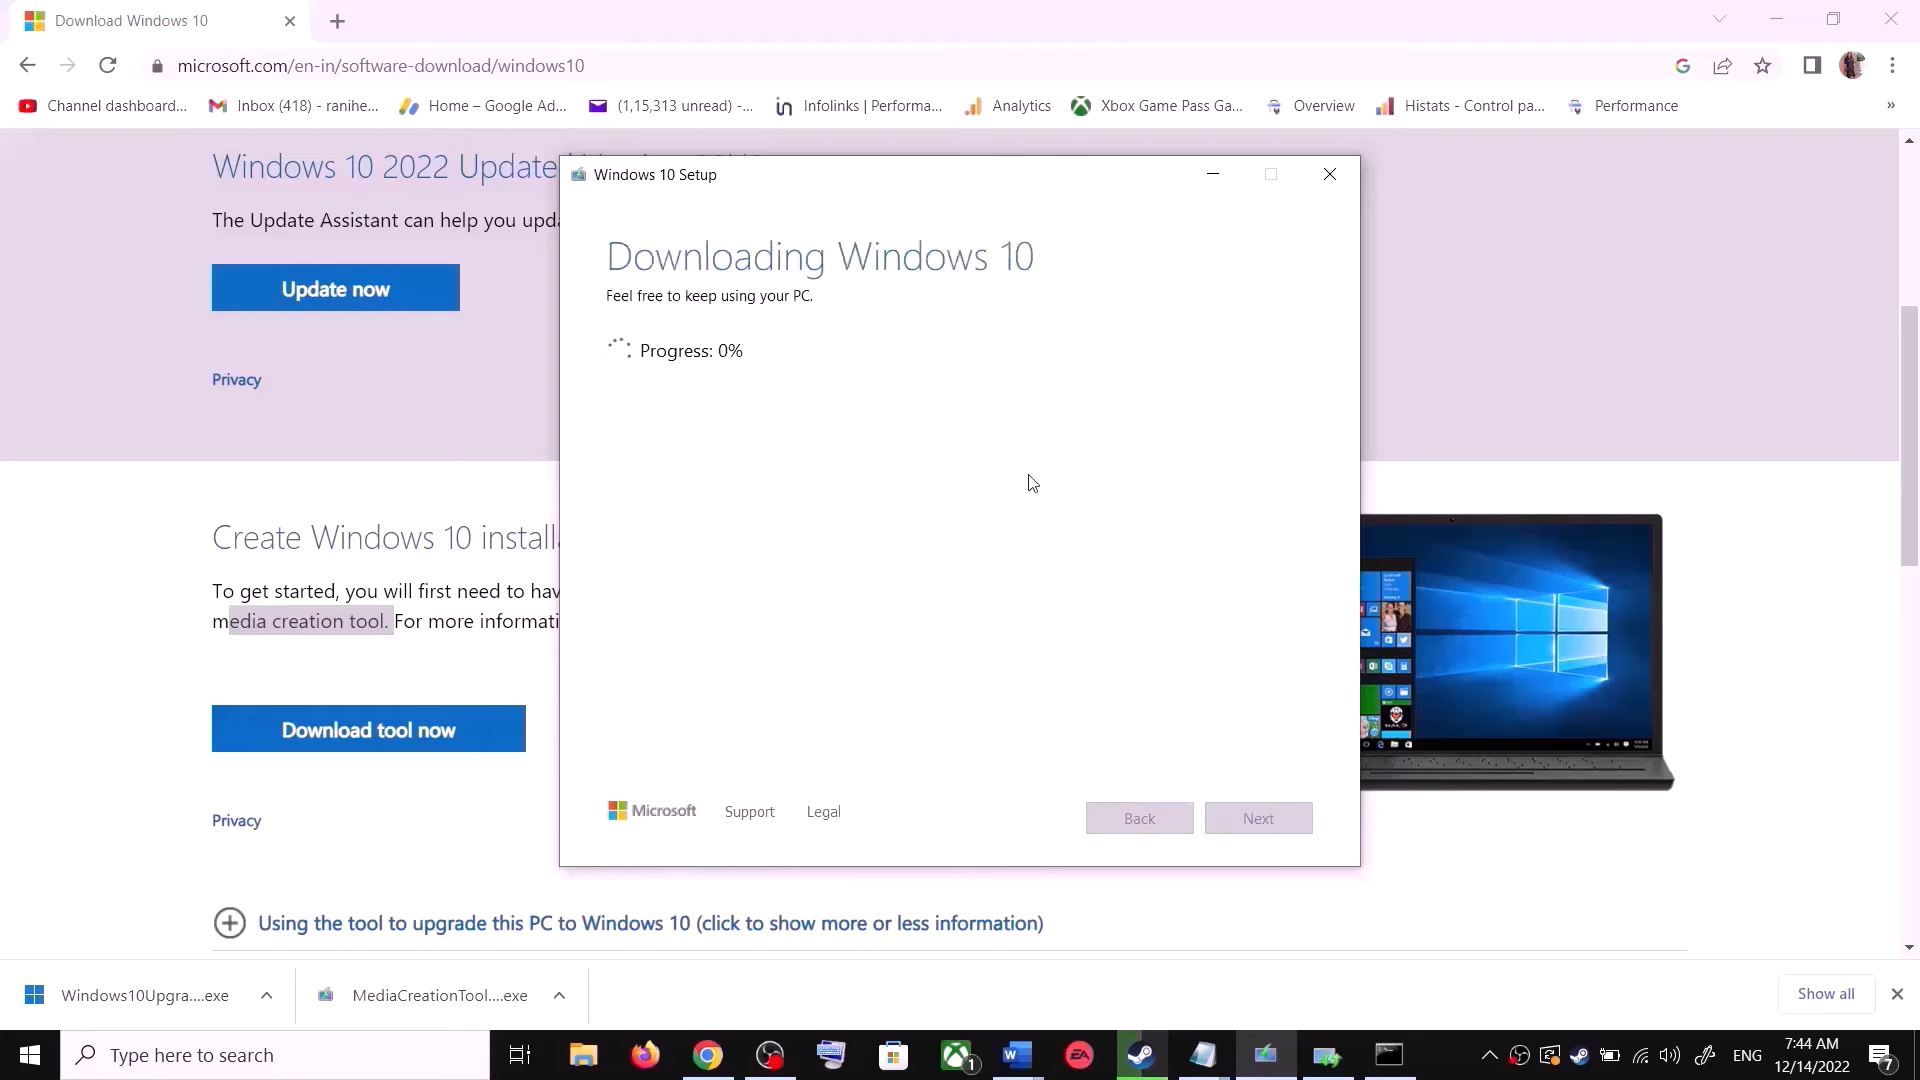 Download Windows 10
microsoft.com/en-in/software-download/windows10
Channel dashboard...
Inbox (418) - ranihe...
Home – Google Ad...
(1,15,313 unread) -...
Infolinks | Performa...
Analytics
Xbox Game Pass Ga...
Overview
Histats - Control pa...
Performance
»
Windows 10 2022 Update
The Update Assistant can help you upda
Update now
Privacy
Windows 10 Setup
Downloading Windows 10
Feel free to keep using your PC.
Progress: 0%
Microsoft
Support
Legal
Back
Next
Create Windows 10 installa
To get started, you will first need to hav
media creation tool. For more informati
Download tool now
Privacy
Using the tool to upgrade this PC to Windows 10 (click to show more or less information)
Windows10Upgra....exe
MediaCreationTool....exe
Show all
Type here to search
1
EA
ENG
7:44 AM
12/14/2022
7